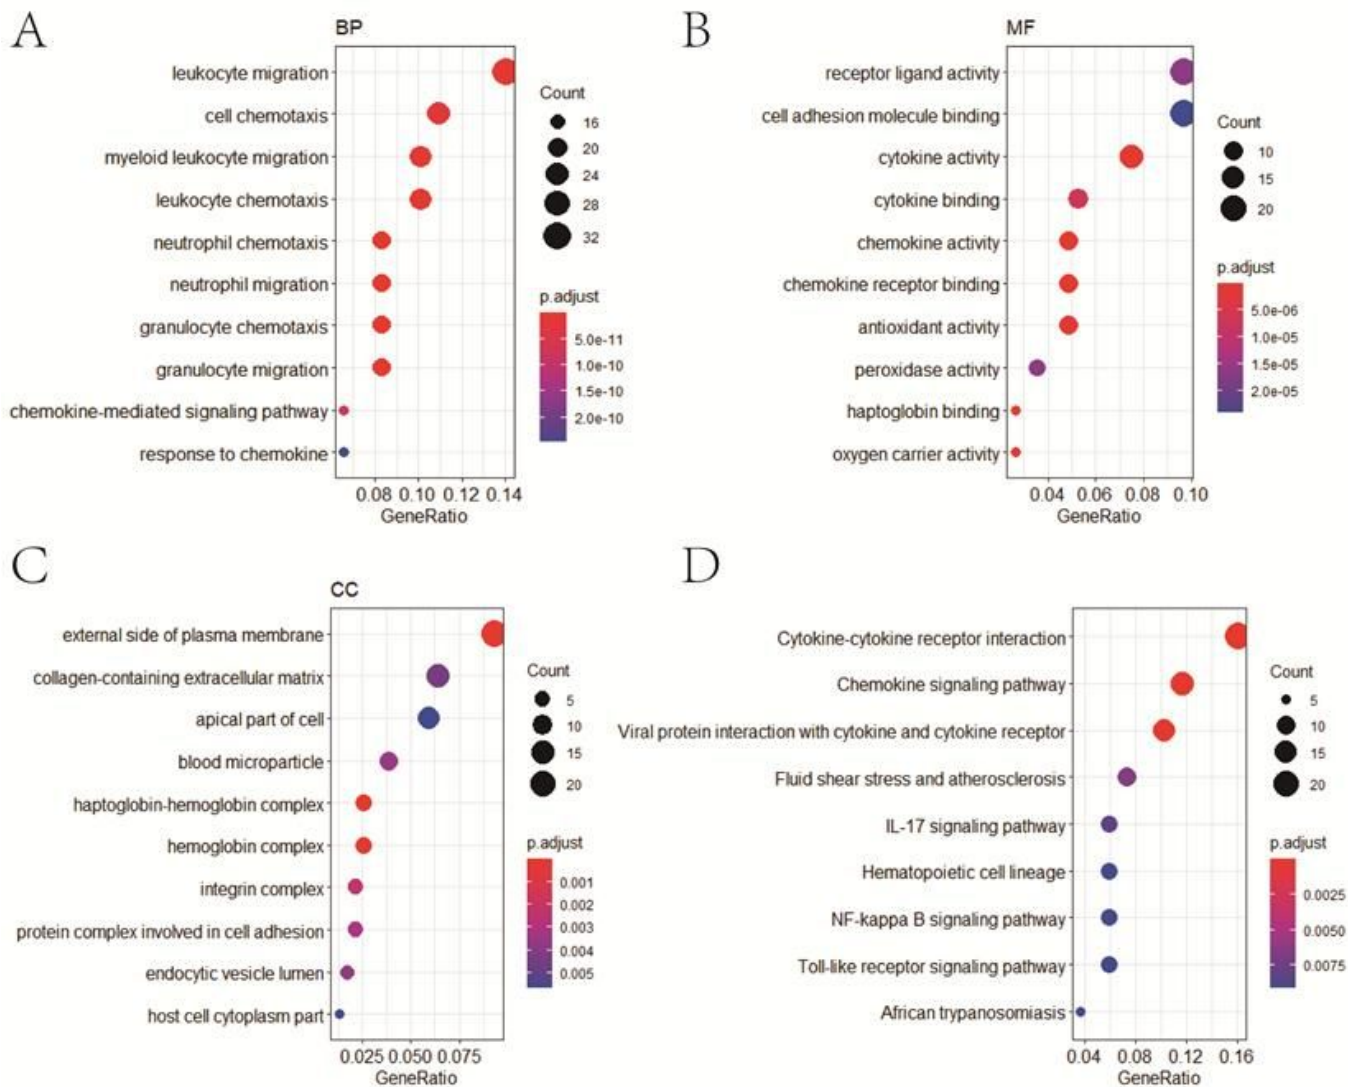 A
BP
leukocyte migration
cell chemotaxis
myeloid leukocyte migration
leukocyte chemotaxis
neutrophil chemotaxis
neutrophil migration
granulocyte chemotaxis
granulocyte migration
chemokine-mediated signaling pathway
response to chemokine
0.08 0.10 0.12 0.14
GeneRatio
Count
16
20
24
28
32
p.adjust
5.0e-11
1.0e-10
1.5e-10
2.0e-10
B
MF
receptor ligand activity
cell adhesion molecule binding
cytokine activity
cytokine binding
chemokine activity
chemokine receptor binding
antioxidant activity
peroxidase activity
haptoglobin binding
oxygen carrier activity
0.04 0.06 0.08 0.10
GeneRatio
Count
10
15
20
p.adjust
5.0e-06
1.0e-05
1.5e-05
2.0e-05
C
CC
external side of plasma membrane
collagen-containing extracellular matrix
apical part of cell
blood microparticle
haptoglobin-hemoglobin complex
hemoglobin complex
integrin complex
protein complex involved in cell adhesion
endocytic vesicle lumen
host cell cytoplasm part
0.025 0.050 0.075
GeneRatio
Count
5
10
15
20
p.adjust
0.001
0.002
0.003
0.004
0.005
D
Cytokine-cytokine receptor interaction
Chemokine signaling pathway
Viral protein interaction with cytokine and cytokine receptor
Fluid shear stress and atherosclerosis
IL-17 signaling pathway
Hematopoietic cell lineage
NF-kappa B signaling pathway
Toll-like receptor signaling pathway
African trypanosomiasis
0.04 0.08 0.12 0.16
GeneRatio
Count
5
10
15
20
p.adjust
0.0025
0.0050
0.0075